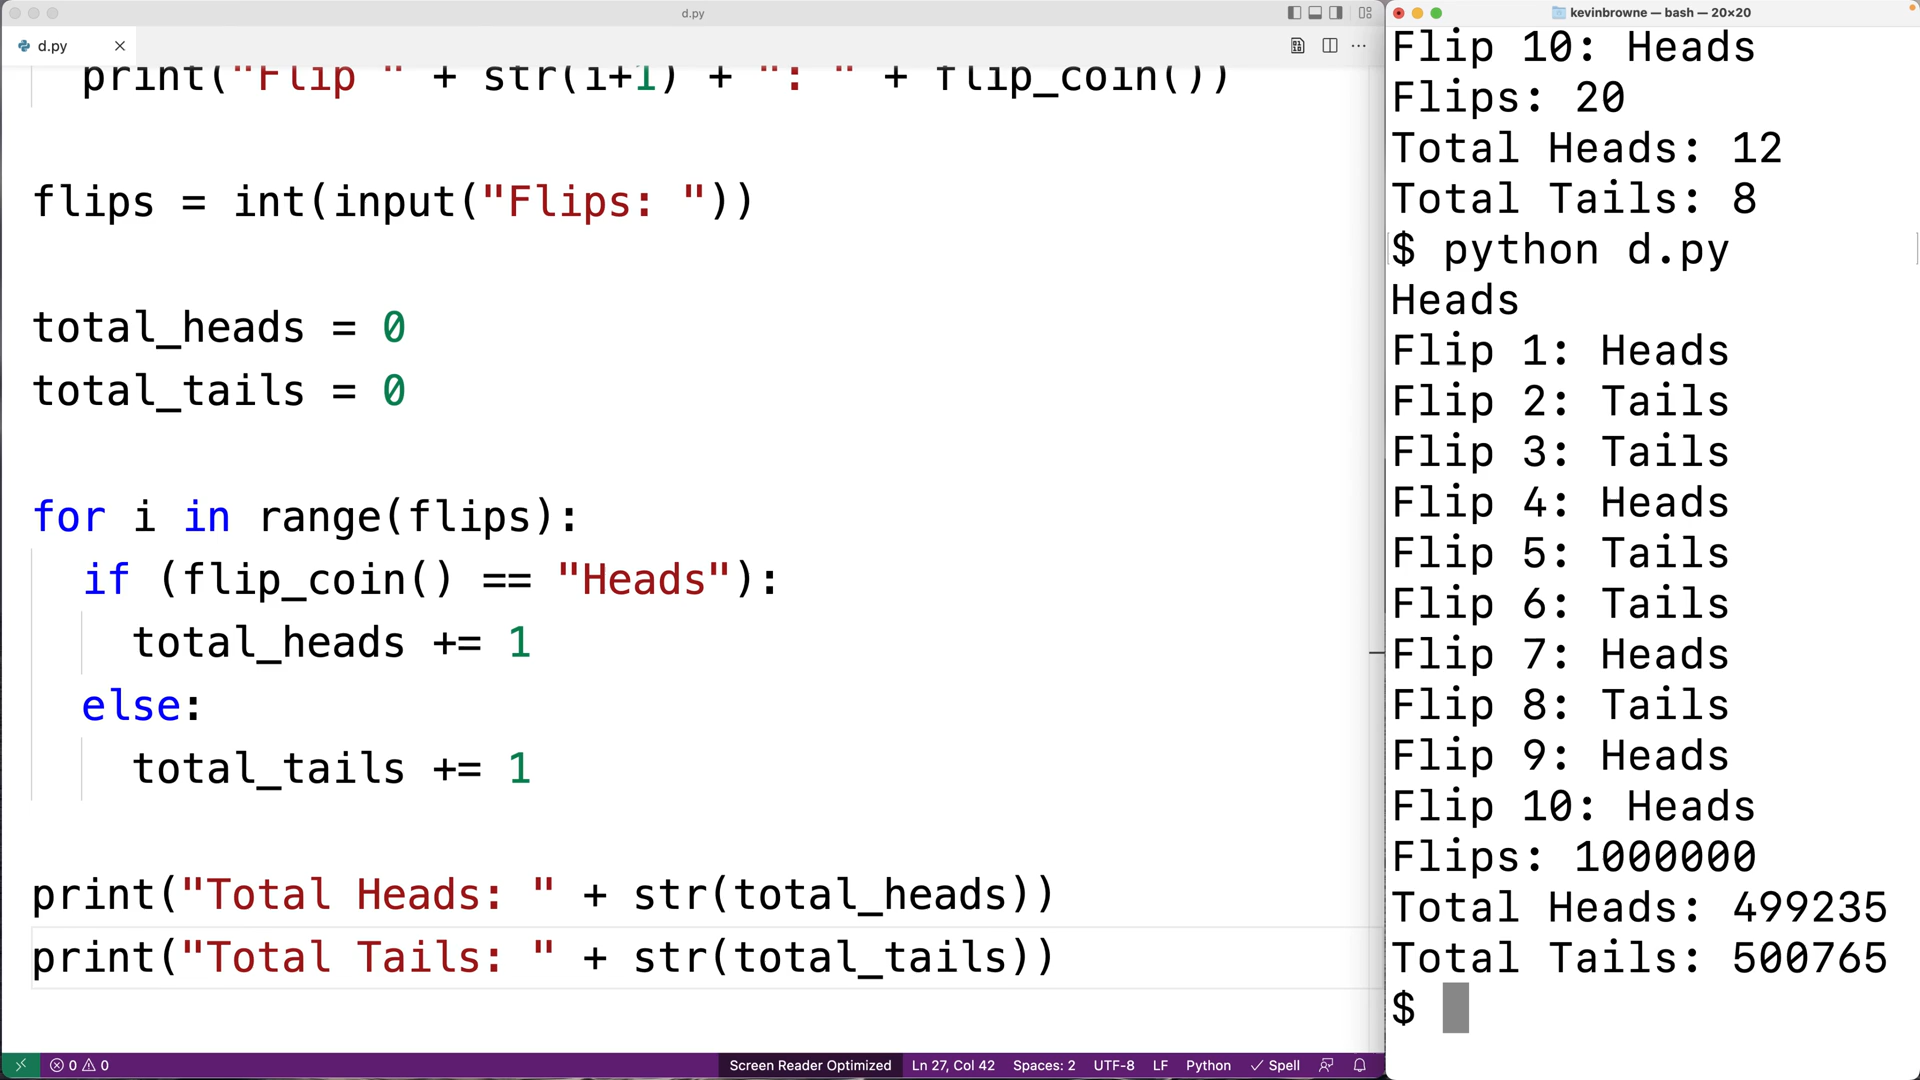 d.py
d.py
print("Flip " + str(i+1) + ": " + flip_coin())
flips = int(input("Flips: "))
total_heads = 0
total_tails = 0
for i in range(flips):
if (flip_coin() == "Heads"):
total_heads += 1
else:
total_tails += 1
print("Total Heads: " + str(total_heads))
print("Total Tails: " + str(total_tails))
0 0
Screen Reader Optimized Ln 27, Col 42 Spaces: 2 UTF-8 LF Python Spell
kevinbrowne — bash — 20×20
Flip 10: Heads
Flips: 20
Total Heads: 12
Total Tails: 8
$ python d.py
Heads
Flip 1: Heads
Flip 2: Tails
Flip 3: Tails
Flip 4: Heads
Flip 5: Tails
Flip 6: Tails
Flip 7: Heads
Flip 8: Tails
Flip 9: Heads
Flip 10: Heads
Flips: 1000000
Total Heads: 499235
Total Tails: 500765
$